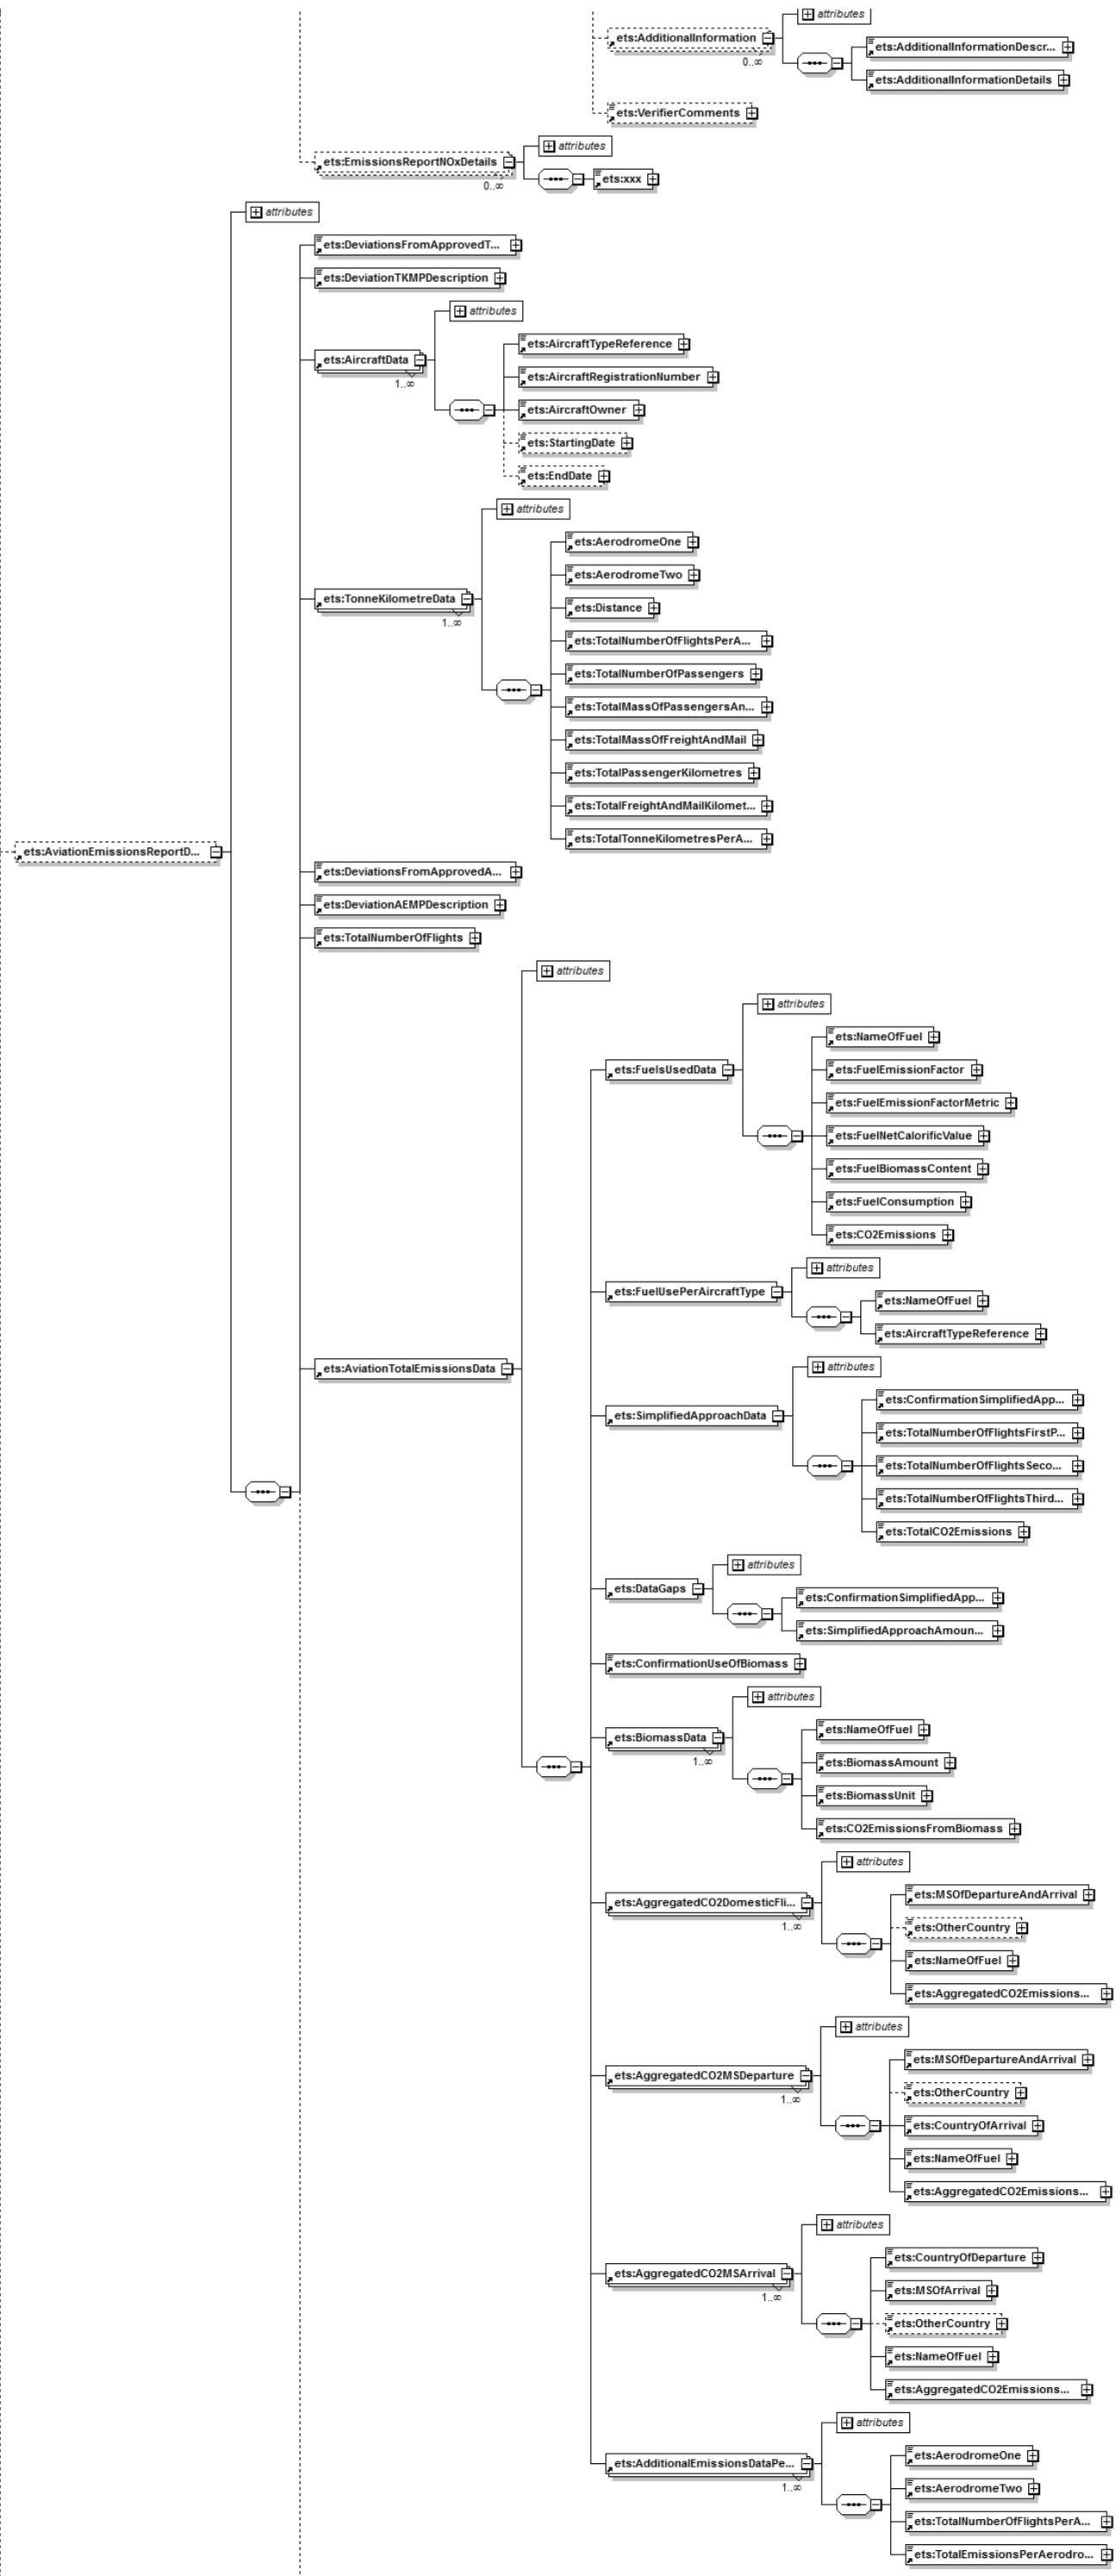 attributes
ets:AdditionalInformation
0..∞
ets:AdditionalInformationDescr...
ets:AdditionalInformationDetails
ets:VerifierComments
attributes
ets:EmissionsReportNOxDetails
0..∞
ets:xxx
attributes
ets:DeviationsFromApprovedT...
ets:DeviationTKMPDescription
attributes
ets:AircraftData
1..∞
ets:AircraftTypeReference
ets:AircraftRegistrationNumber
ets:AircraftOwner
ets:StartingDate
ets:EndDate
attributes
ets:TonneKilometreData
1..∞
ets:AerodromeOne
ets:AerodromeTwo
ets:Distance
ets:TotalNumberOfFlightsPerA...
ets:TotalNumberOfPassengers
ets:TotalMassOfPassengersAn...
ets:TotalMassOfFreightAndMail
ets:TotalPassengerKilometres
ets:TotalFreightAndMailKilomet...
ets:TotalTonneKilometresPerA...
ets:AviationEmissionsReportD...
ets:DeviationsFromApprovedA...
ets:DeviationAEMPDescription
ets:TotalNumberOfFlights
attributes
attributes
ets:FuelsUsedData
ets:NameOfFuel
ets:FuelEmissionFactor
ets:FuelEmissionFactorMetric
ets:FuelNetCalorificValue
ets:FuelBiomassContent
ets:FuelConsumption
ets:CO2Emissions
attributes
ets:FuelUsePerAircraftType
ets:NameOfFuel
ets:AircraftTypeReference
ets:AviationTotalEmissionsData
attributes
ets:SimplifiedApproachData
ets:ConfirmationSimplifiedApp...
ets:TotalNumberOfFlightsFirstP...
ets:TotalNumberOfFlightsSeco...
ets:TotalNumberOfFlightsThird...
ets:TotalCO2Emissions
attributes
ets:DataGaps
ets:ConfirmationSimplifiedApp...
ets:SimplifiedApproachAmoun...
ets:ConfirmationUseOfBiomass
attributes
ets:BiomassData
1..∞
ets:NameOfFuel
ets:BiomassAmount
ets:BiomassUnit
ets:CO2EmissionsFromBiomass
attributes
ets:AggregatedCO2DomesticFli...
1..∞
ets:MSOfDepartureAndArrival
ets:OtherCountry
ets:NameOfFuel
ets:AggregatedCO2Emissions...
attributes
ets:AggregatedCO2MSDeparture
1..∞
ets:MSOfDepartureAndArrival
ets:OtherCountry
ets:CountryOfArrival
ets:NameOfFuel
ets:AggregatedCO2Emissions...
attributes
ets:AggregatedCO2MSArrival
1..∞
ets:CountryOfDeparture
ets:MSOfArrival
ets:OtherCountry
ets:NameOfFuel
ets:AggregatedCO2Emissions...
attributes
ets:AdditionalEmissionsDataPe...
1..∞
ets:AerodromeOne
ets:AerodromeTwo
ets:TotalNumberOfFlightsPerA...
ets:TotalEmissionsPerAerodro...